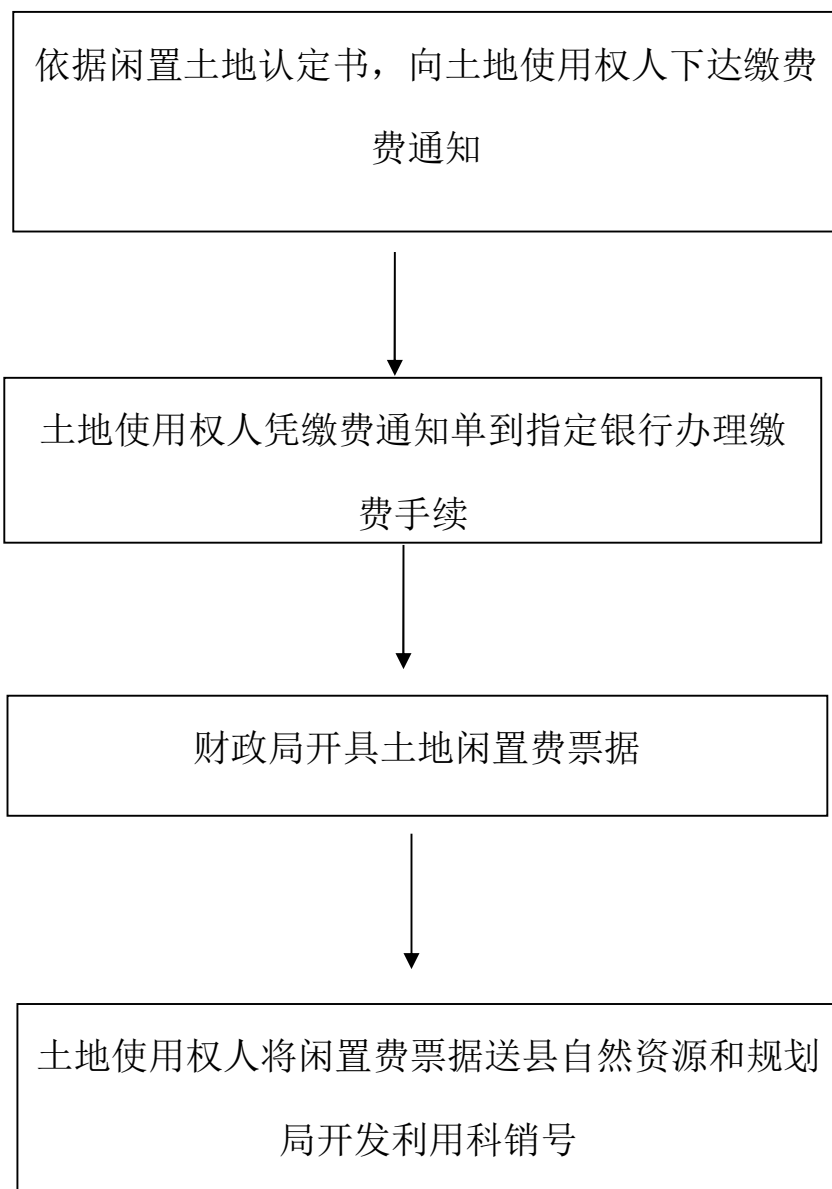 依据闲置土地认定书，向土地使用权人下达缴费
费通知
土地使用权人凭缴费通知单到指定银行办理缴
费手续
财政局开具土地闲置费票据
土地使用权人将闲置费票据送县自然资源和规划
局开发利用科销号